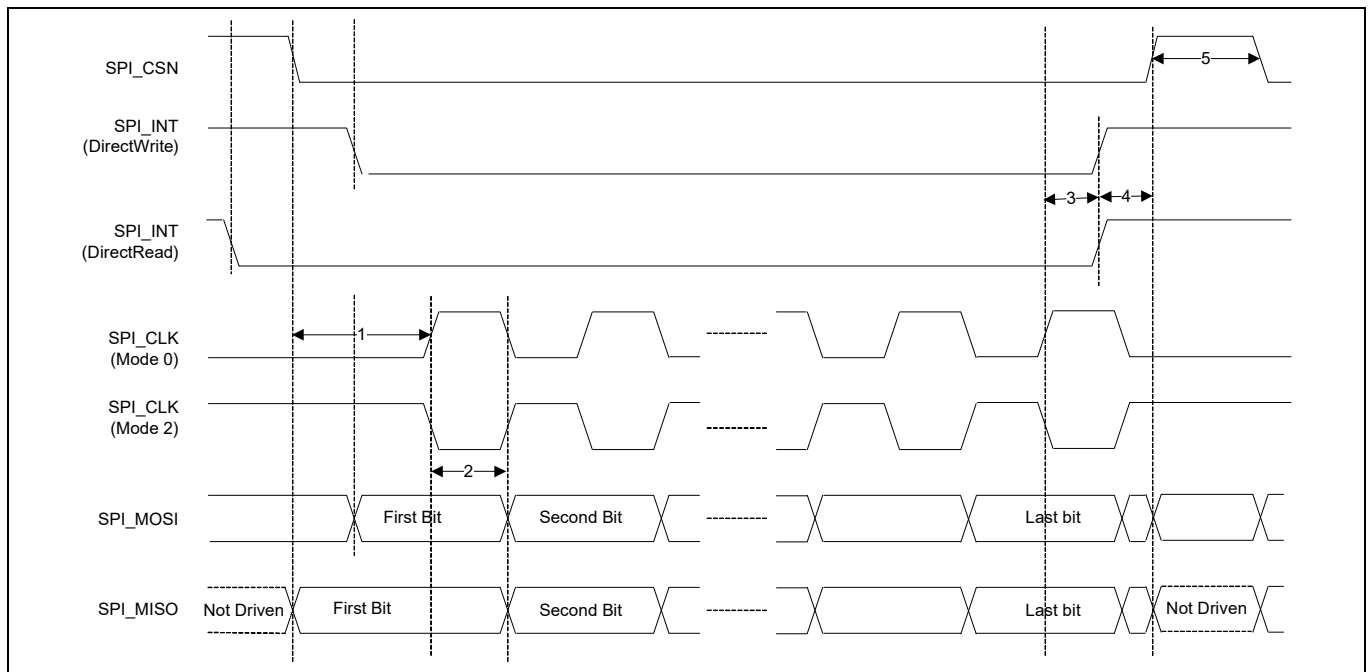 SPI_CSN
5
SPI_INT
(DirectWrite)
3
4
SPI_INT
(DirectRead)
1
SPI_CLK
(Mode 0)
SPI_CLK
(Mode 2)
2
SPI_MOSI
First Bit
Second Bit
Last bit
SPI_MISO
Not Driven
First Bit
Second Bit
Last bit
Not Driven